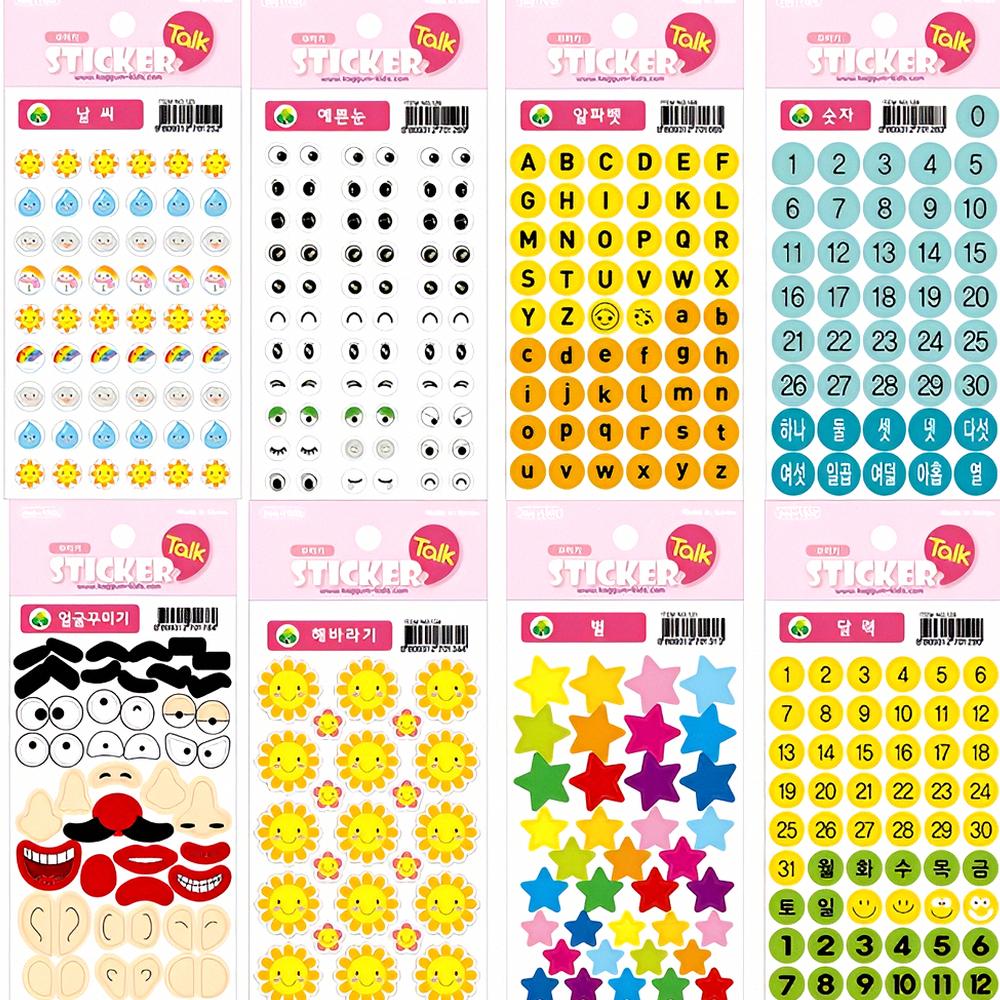 Talk
STICKER
날 씨
Talk
STICKER
예쁜눈
Talk
STICKER
알파벳
A B C D E F
G H I J K L
M N O P Q R
S T U V W X
Y Z a b
c d e f g h
i j k l m n
o p q r s t
u v w x y z
Talk
STICKER
숫자
0
1 2 3 4 5
6 7 8 9 10
11 12 13 14 15
16 17 18 19 20
21 22 23 24 25
26 27 28 29 30
하나 둘 셋 넷 다섯
여섯 일곱 여덟 아홉 열
Talk
STICKER
얼굴꾸미기
Talk
STICKER
해바라기
Talk
STICKER
별
Talk
STICKER
달 력
1 2 3 4 5 6
7 8 9 10 11 12
13 14 15 16 17 18
19 20 21 22 23 24
25 26 27 28 29 30
31 월 화 수 목 금
토 일
1 2 3 4 5 6
7 8 9 10 11 12